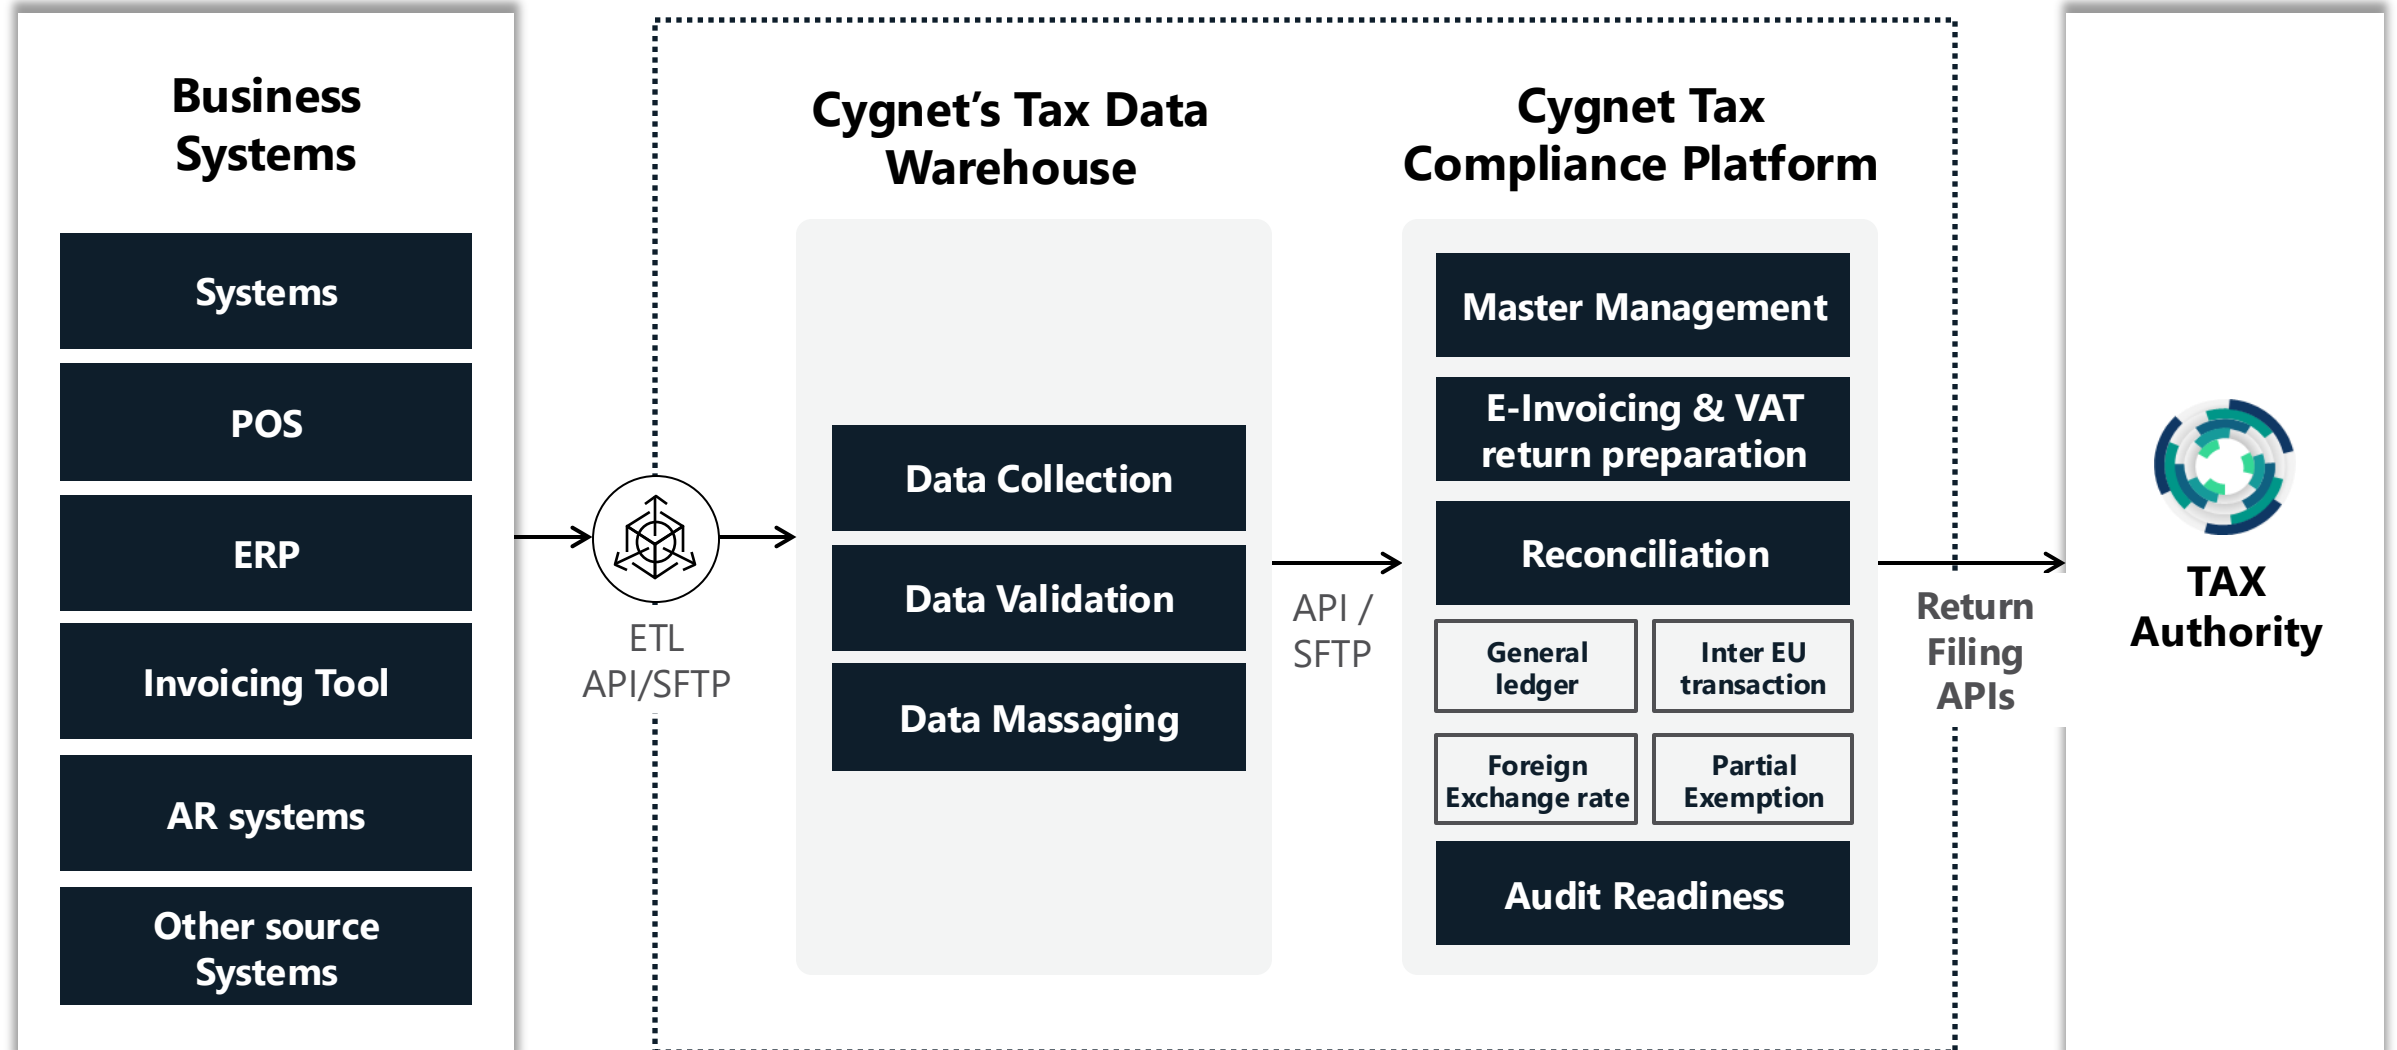 Business
Systems
Systems
POS
ERP
Invoicing Tool
AR systems
Other source
Systems
ETL
API/SFTP
Cygnet’s Tax Data
Warehouse
Data Collection
Data Validation
Data Massaging
API /
SFTP
Cygnet Tax
Compliance Platform
Master Management
E-Invoicing & VAT
return preparation
Reconciliation
General
ledger
Inter EU
transaction
Foreign
Exchange rate
Partial
Exemption
Audit Readiness
Return
Filing
APIs
TAX
Authority